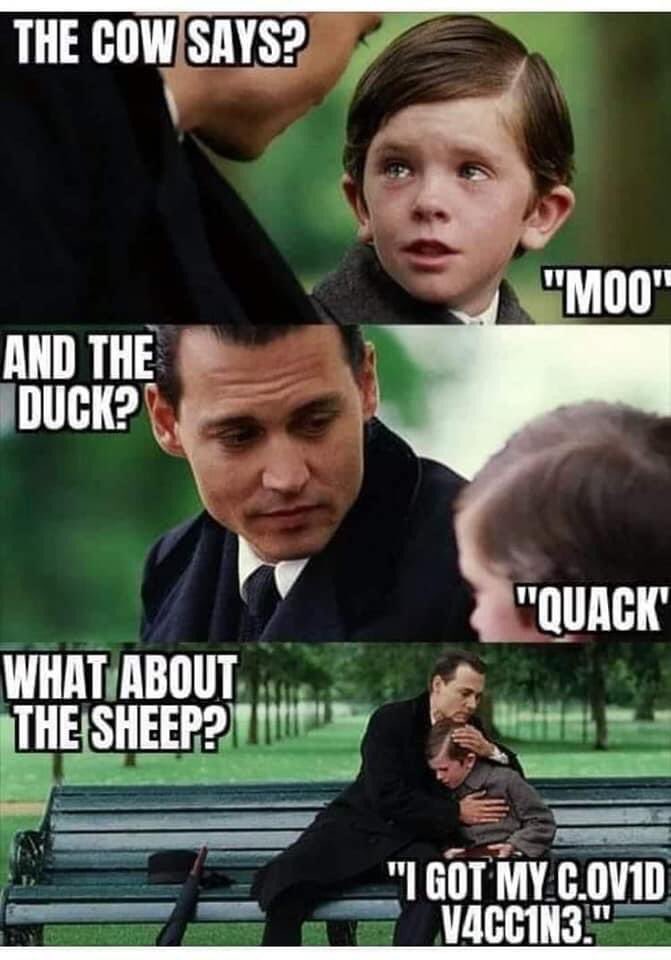 THE COW SAYS?
"MOO"
AND THE
DUCK?
"QUACK'
WHAT ABOUT
THE SHEEP?
"I GOT MY C.OV1D
V4CC1N3."